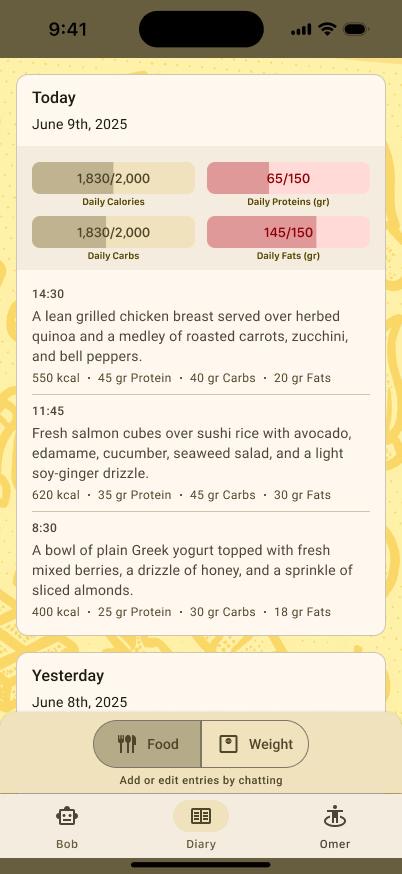 9:41
Today
June 9th, 2025
1,830/2,000
65/150
Daily Calories
Daily Proteins (gr)
1,830/2,000
145/150
Daily Carbs
Daily Fats (gr)
14:30
A lean grilled chicken breast served over herbed
quinoa and a medley of roasted carrots, zucchini,
and bell peppers.
550 kcal • 45 gr Protein • 40 gr Carbs • 20 gr Fats
11:45
Fresh salmon cubes over sushi rice with avocado,
edamame, cucumber, seaweed salad, and a light
soy-ginger drizzle.
620 kcal • 35 gr Protein • 45 gr Carbs • 30 gr Fats
8:30
A bowl of plain Greek yogurt topped with fresh
mixed berries, a drizzle of honey, and a sprinkle of
sliced almonds.
400 kcal • 25 gr Protein • 30 gr Carbs • 18 gr Fats
Yesterday
June 8th, 2025
Food
Weight
Add or edit entries by chatting
Bob
Diary
Omer